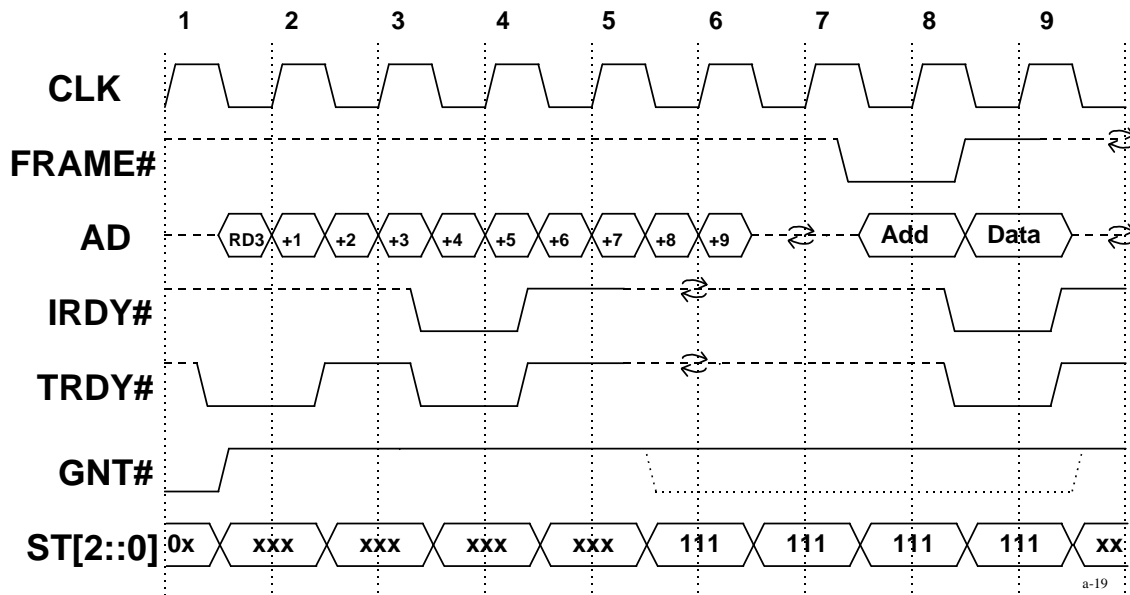 1 2 3 4 5 6 7 8 9
CLK
FRAME#
AD RD3 +1 +2 +3 +4 +5 +6 +7 +8 +9 Add Data
IRDY#
TRDY#
GNT#
ST[2::0] 0x xxx xxx xxx xxx 111 111 111 111 xx
a-19